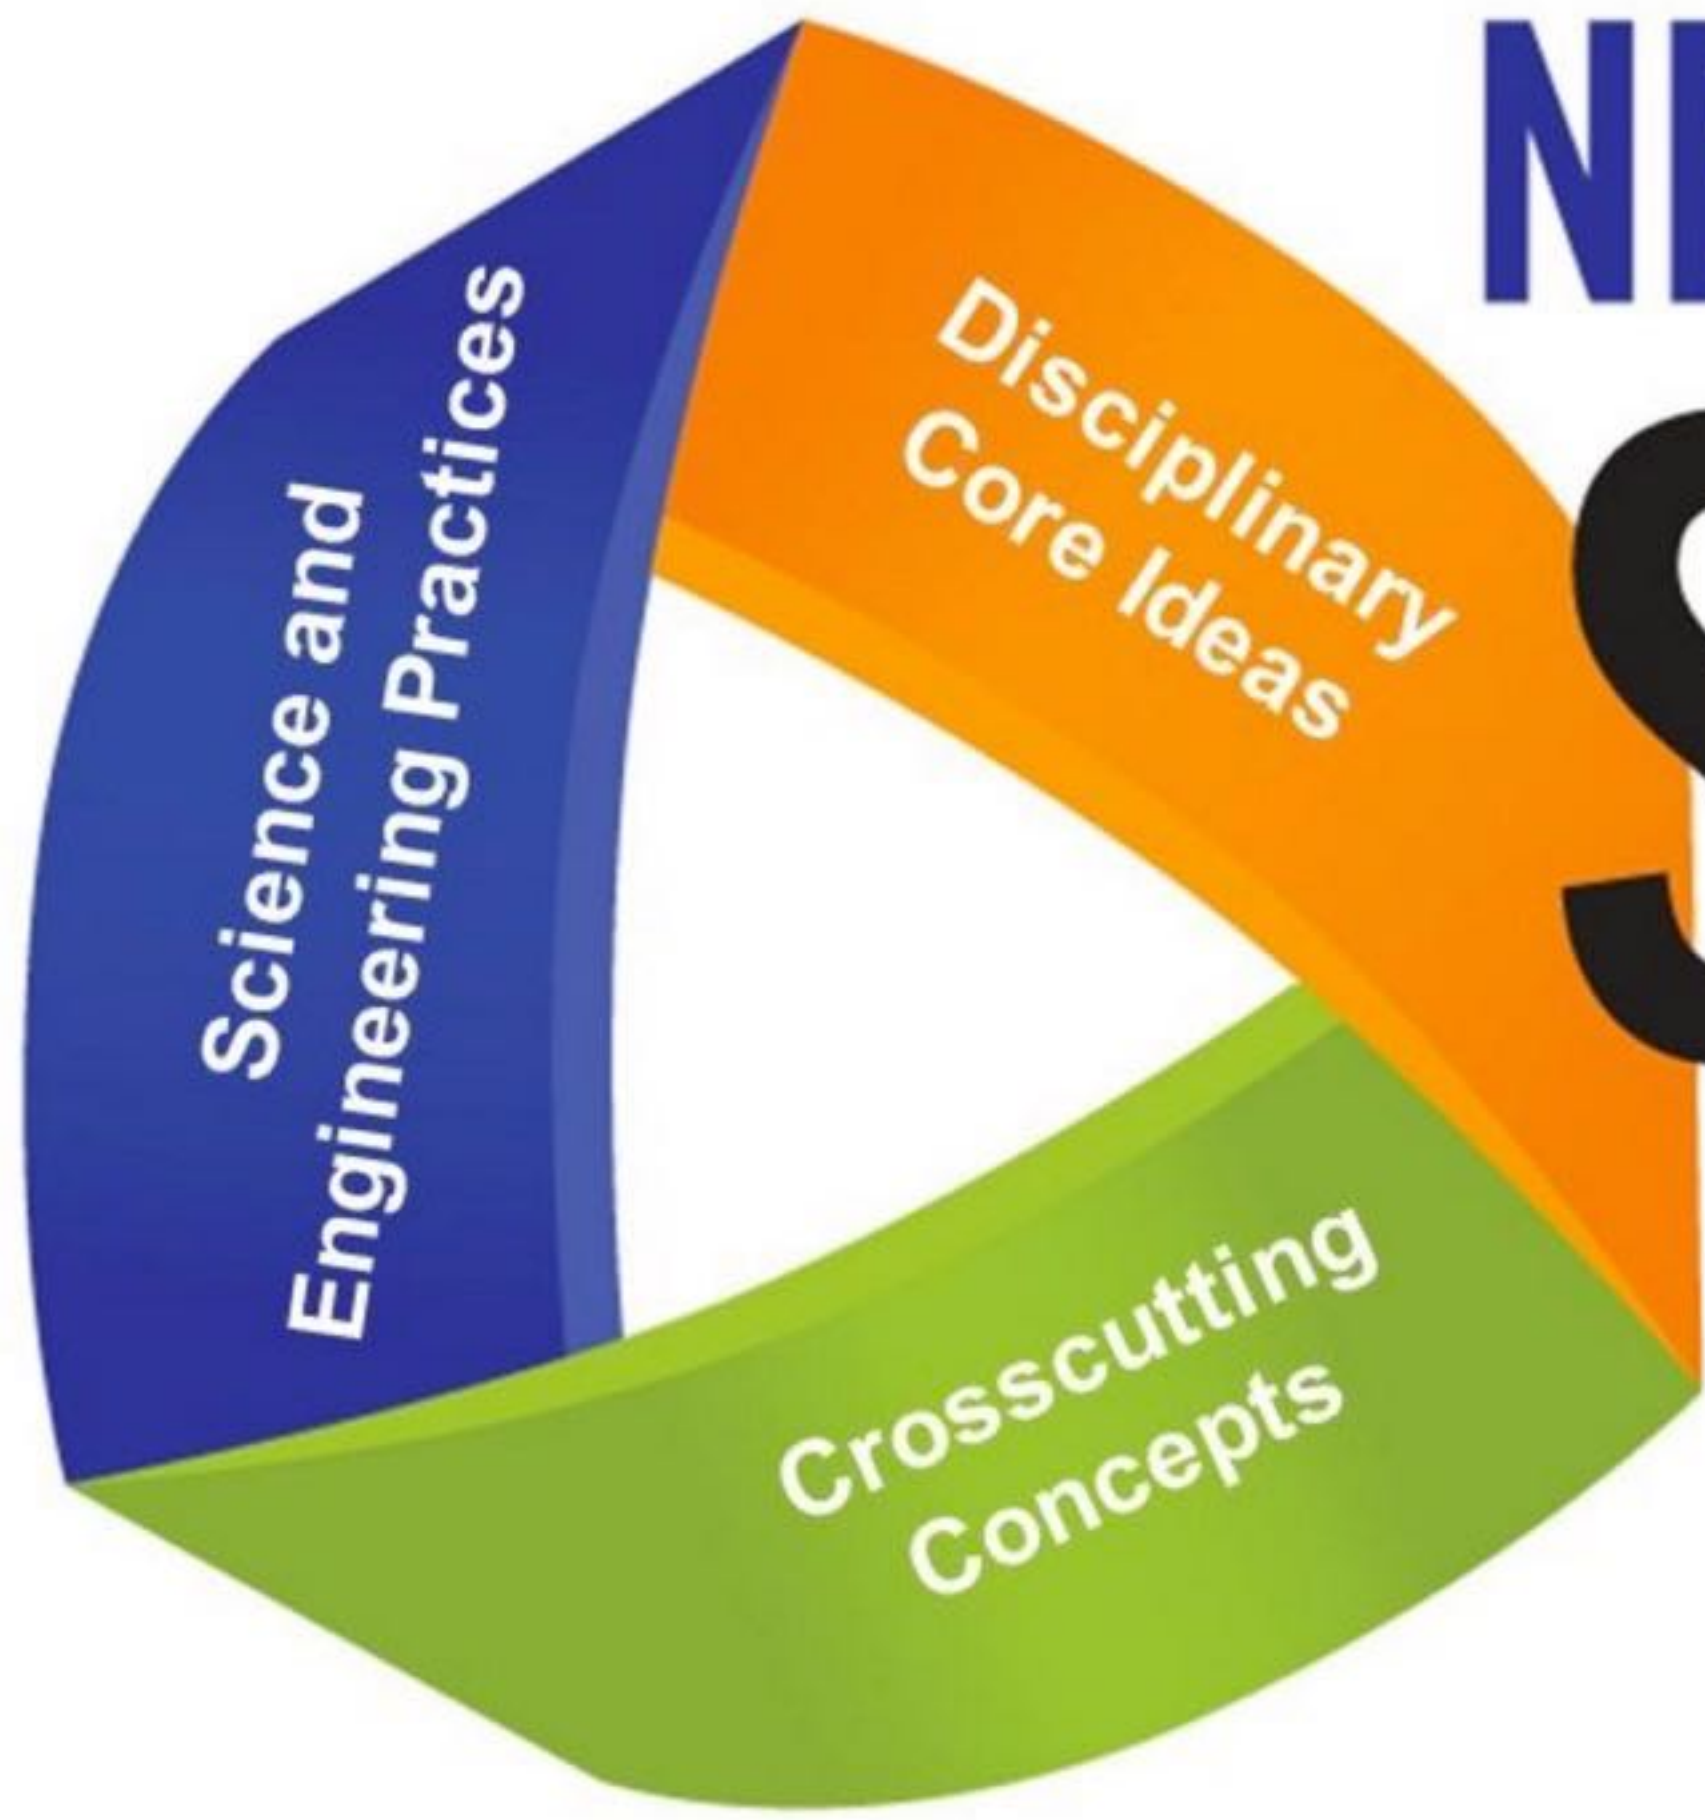 Science and
Engineering Practices
Disciplinary
Core Ideas
Crosscutting
Concepts